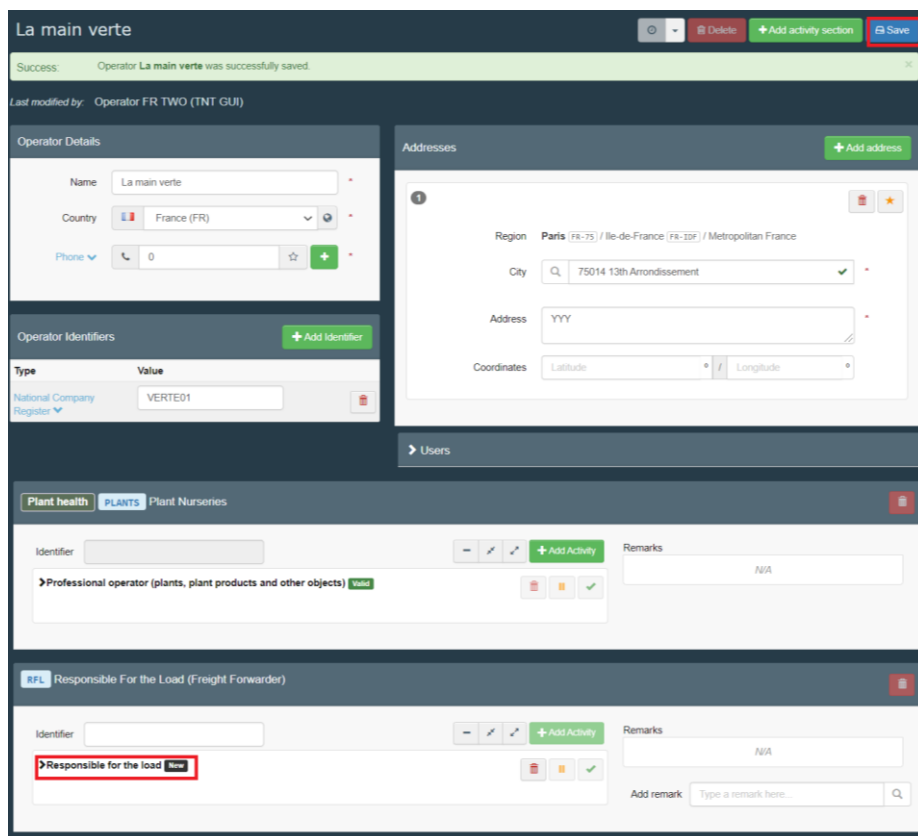 La main verte
Delete
Add activity section
Save
Success: Operator La main verte was successfully saved.
Last modified by: Operator FR TWO (TNT GUI)
Operator Details
Name La main verte *
Country France (FR) *
Phone 0 *
Operator Identifiers
Add Identifier
Type Value
National Company
Register
VERTE01
Addresses
Add address
1
Region Paris FR-75 / Ile-de-France FR-IDF / Metropolitan France
City 75014 13th Arrondissement *
Address YYY *
Coordinates Latitude ° / Longitude °
Users
Plant health PLANTS Plant Nurseries
Identifier
Add Activity
Remarks
Professional operator (plants, plant products and other objects) Valid
N/A
RFL Responsible For the Load (Freight Forwarder)
Identifier
Add Activity
Remarks
Responsible for the load New
N/A
Add remark Type a remark here...